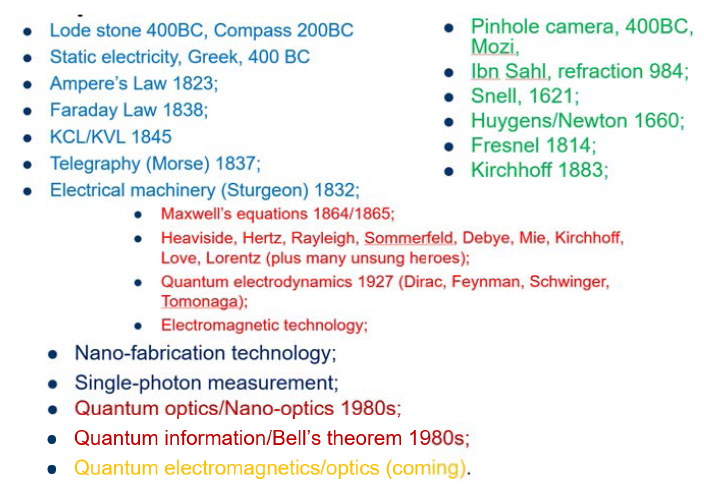 Lode stone 400BC, Compass 200BC
Static electricity, Greek, 400 BC
Ampere's Law 1823;
Faraday Law 1838;
KCL/KVL 1845
Telegraphy (Morse) 1837;
Electrical machinery (Sturgeon) 1832;
Pinhole camera, 400BC,
Mozi,
Ibn Sahl, refraction 984;
Snell, 1621;
Huygens/Newton 1660;
Fresnel 1814;
Kirchhoff 1883;
Maxwell's equations 1864/1865;
Heaviside, Hertz, Rayleigh, Sommerfeld, Debye, Mie, Kirchhoff,
Love, Lorentz (plus many unsung heroes);
Quantum electrodynamics 1927 (Dirac, Feynman, Schwinger,
Tomonaga);
Electromagnetic technology;
Nano-fabrication technology;
Single-photon measurement;
Quantum optics/Nano-optics 1980s;
Quantum information/Bell's theorem 1980s;
Quantum electromagnetics/optics (coming).